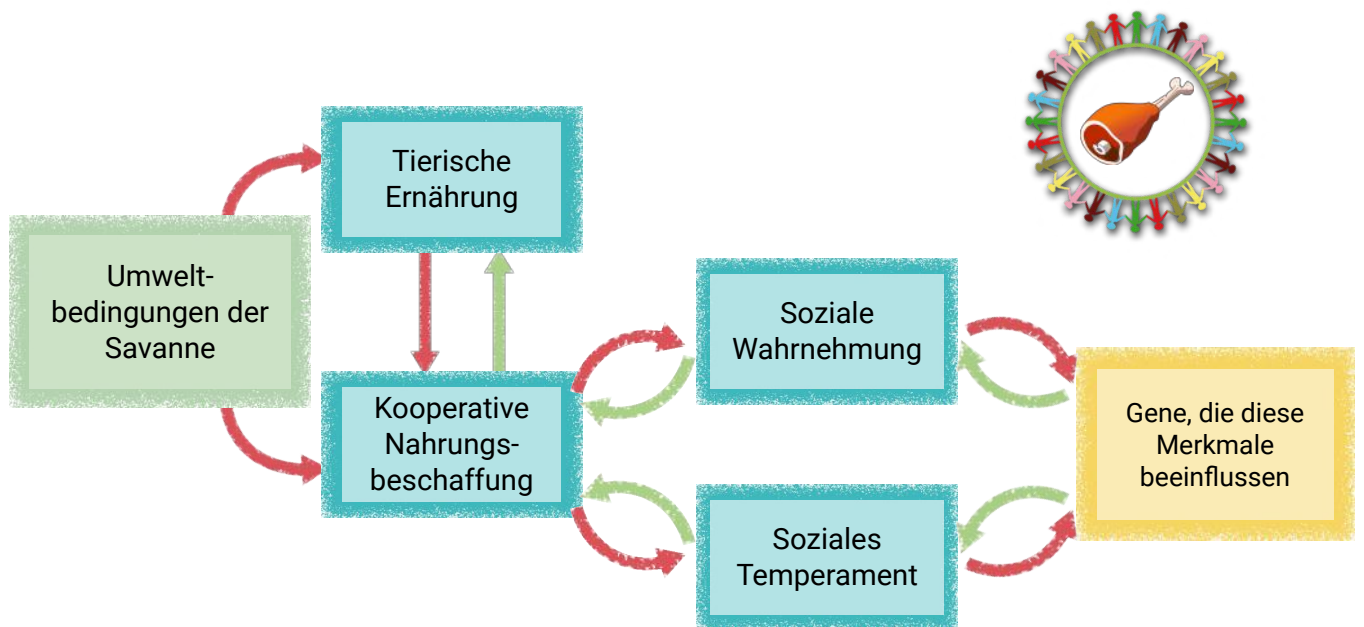 Tierische
Ernährung
Umwelt-
bedingungen der
Savanne
Kooperative
Nahrungs-
beschaffung
Soziale
Wahrnehmung
Soziales
Temperament
Gene, die diese
Merkmale
beeinflussen